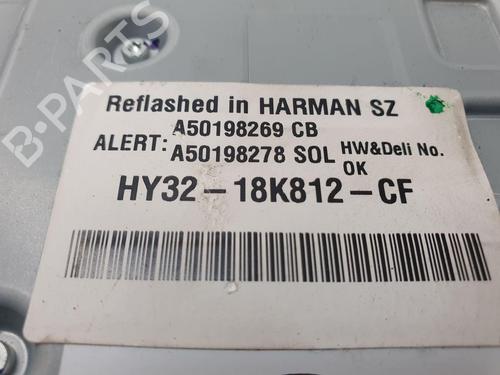 B-PARTS
Reflashed in HARMAN SZ
A50198269 CB
ALERT: A50198278 SOL HW&Deli No.
OK
HY32-18K812-CF